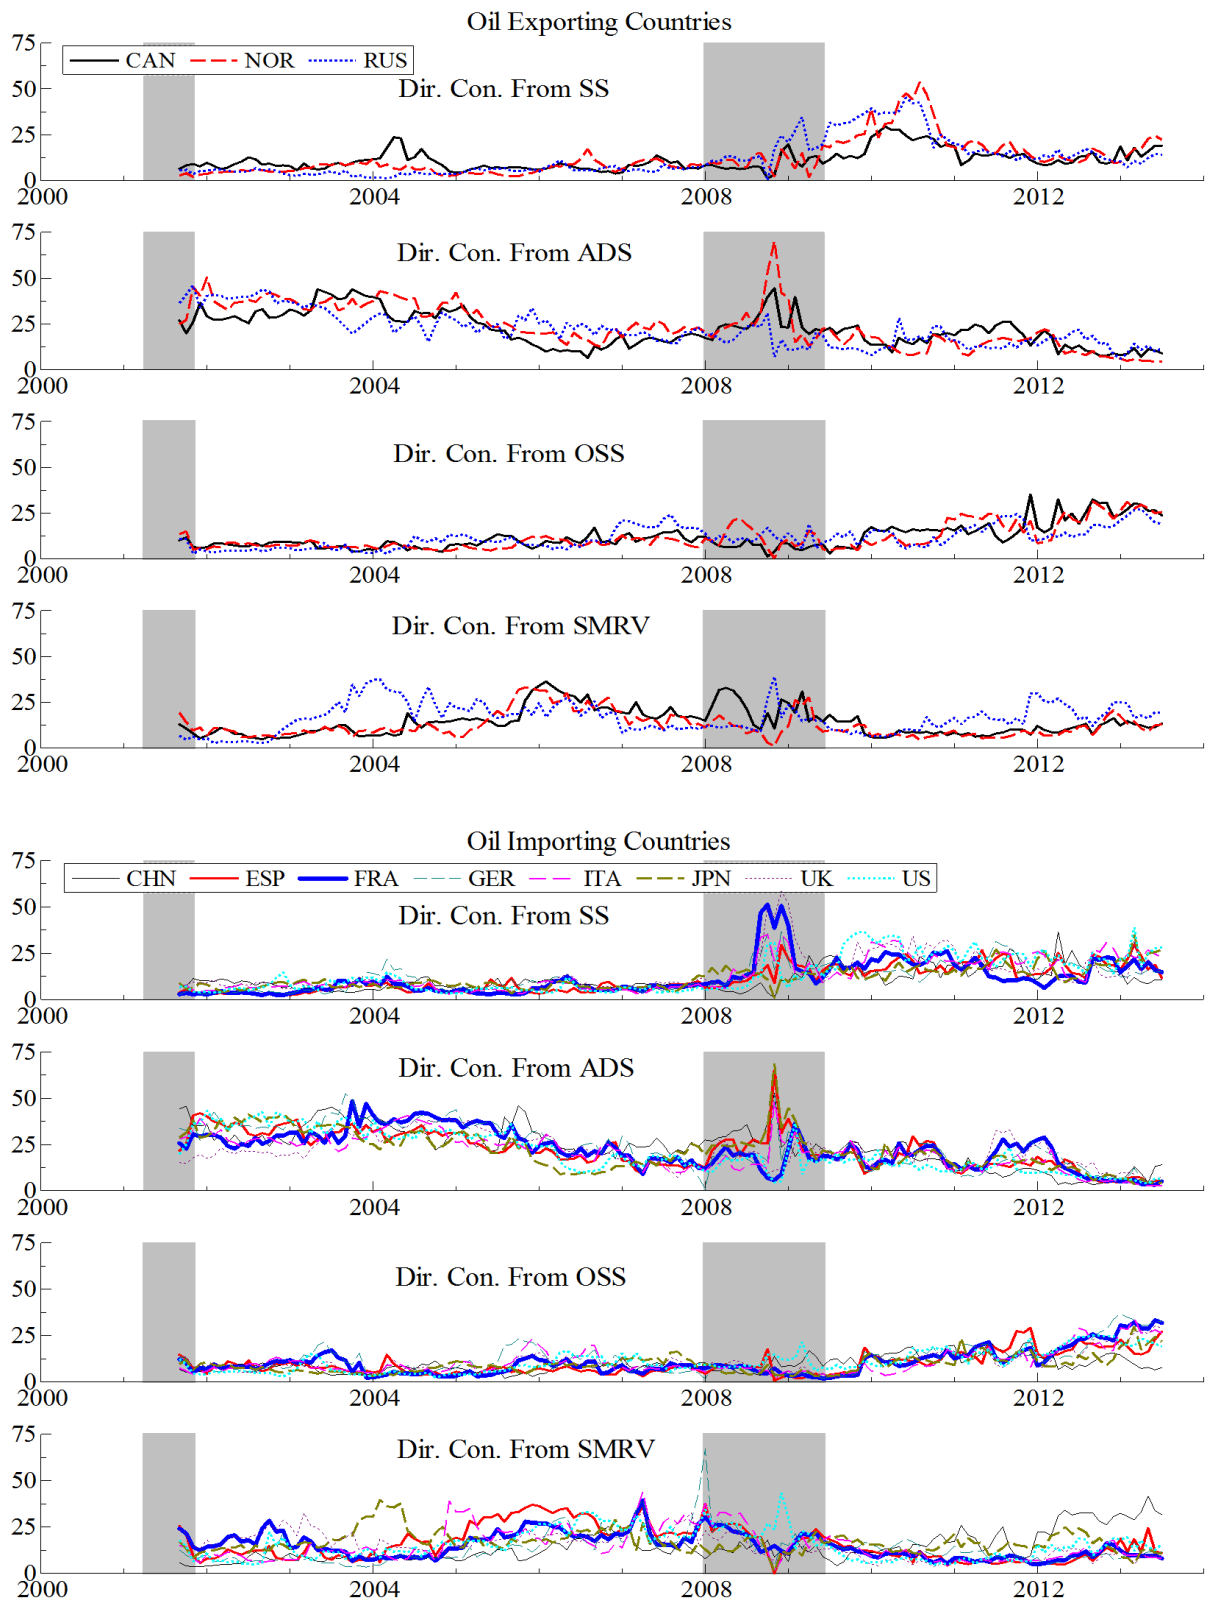 Oil Exporting Countries
75
CAN NOR RUS
Dir. Con. From SS
50
25
0
2000 2004 2008 2012
75
Dir. Con. From ADS
50
25
0
2000 2004 2008 2012
75
Dir. Con. From OSS
50
25
0
2000 2004 2008 2012
75
Dir. Con. From SMRV
50
25
0
2000 2004 2008 2012
Oil Importing Countries
75
CHN ESP FRA GER ITA JPN UK US
Dir. Con. From SS
50
25
0
2000 2004 2008 2012
75
Dir. Con. From ADS
50
25
0
2000 2004 2008 2012
75
Dir. Con. From OSS
50
25
0
2000 2004 2008 2012
75
Dir. Con. From SMRV
50
25
0
2000 2004 2008 2012